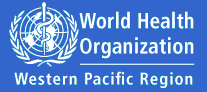 World Health
Organization
Western Pacific Region